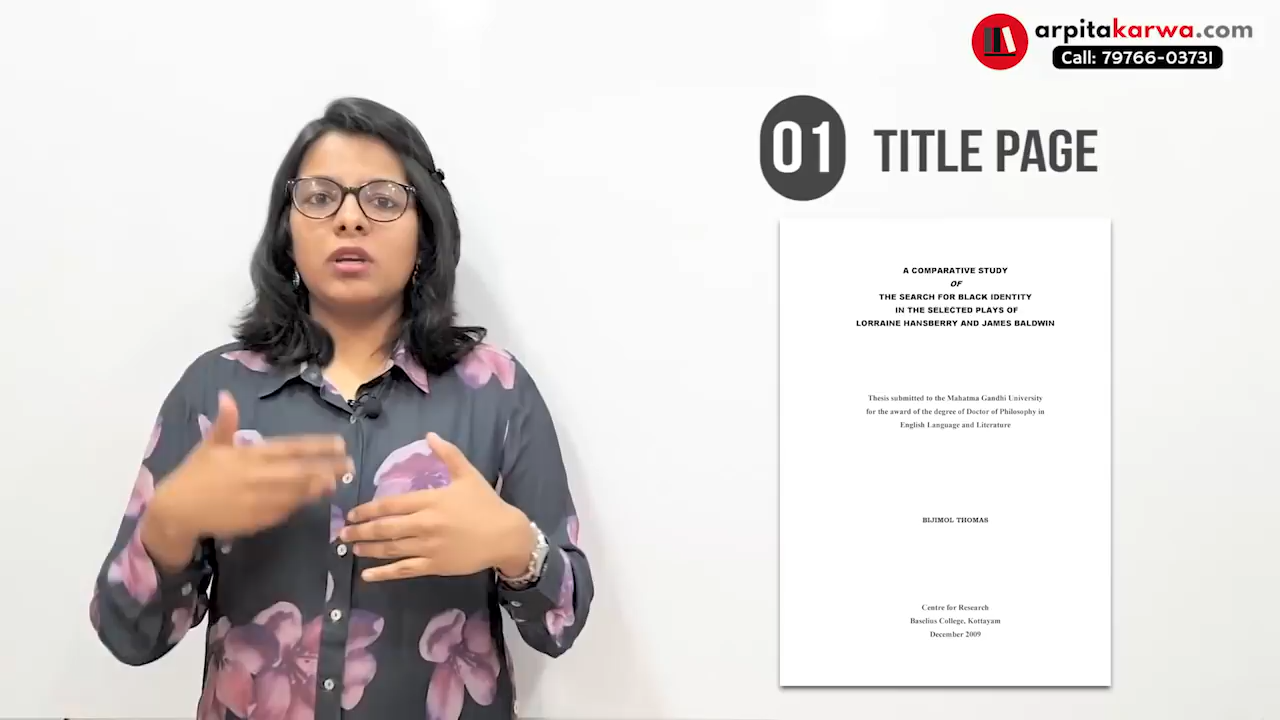 arpitakarwa.com
Call: 79766-03731
01 TITLE PAGE
A COMPARATIVE STUDY
OF
THE SEARCH FOR BLACK IDENTITY
IN THE SELECTED PLAYS OF
LORRAINE HANSBERRY AND JAMES BALDWIN
Thesis submitted to the Mahatma Gandhi University
for the award of the degree of Doctor of Philosophy in
English Language and Literature
BIJIMOL THOMAS
Centre for Research
Baselius College, Kottayam
December 2009